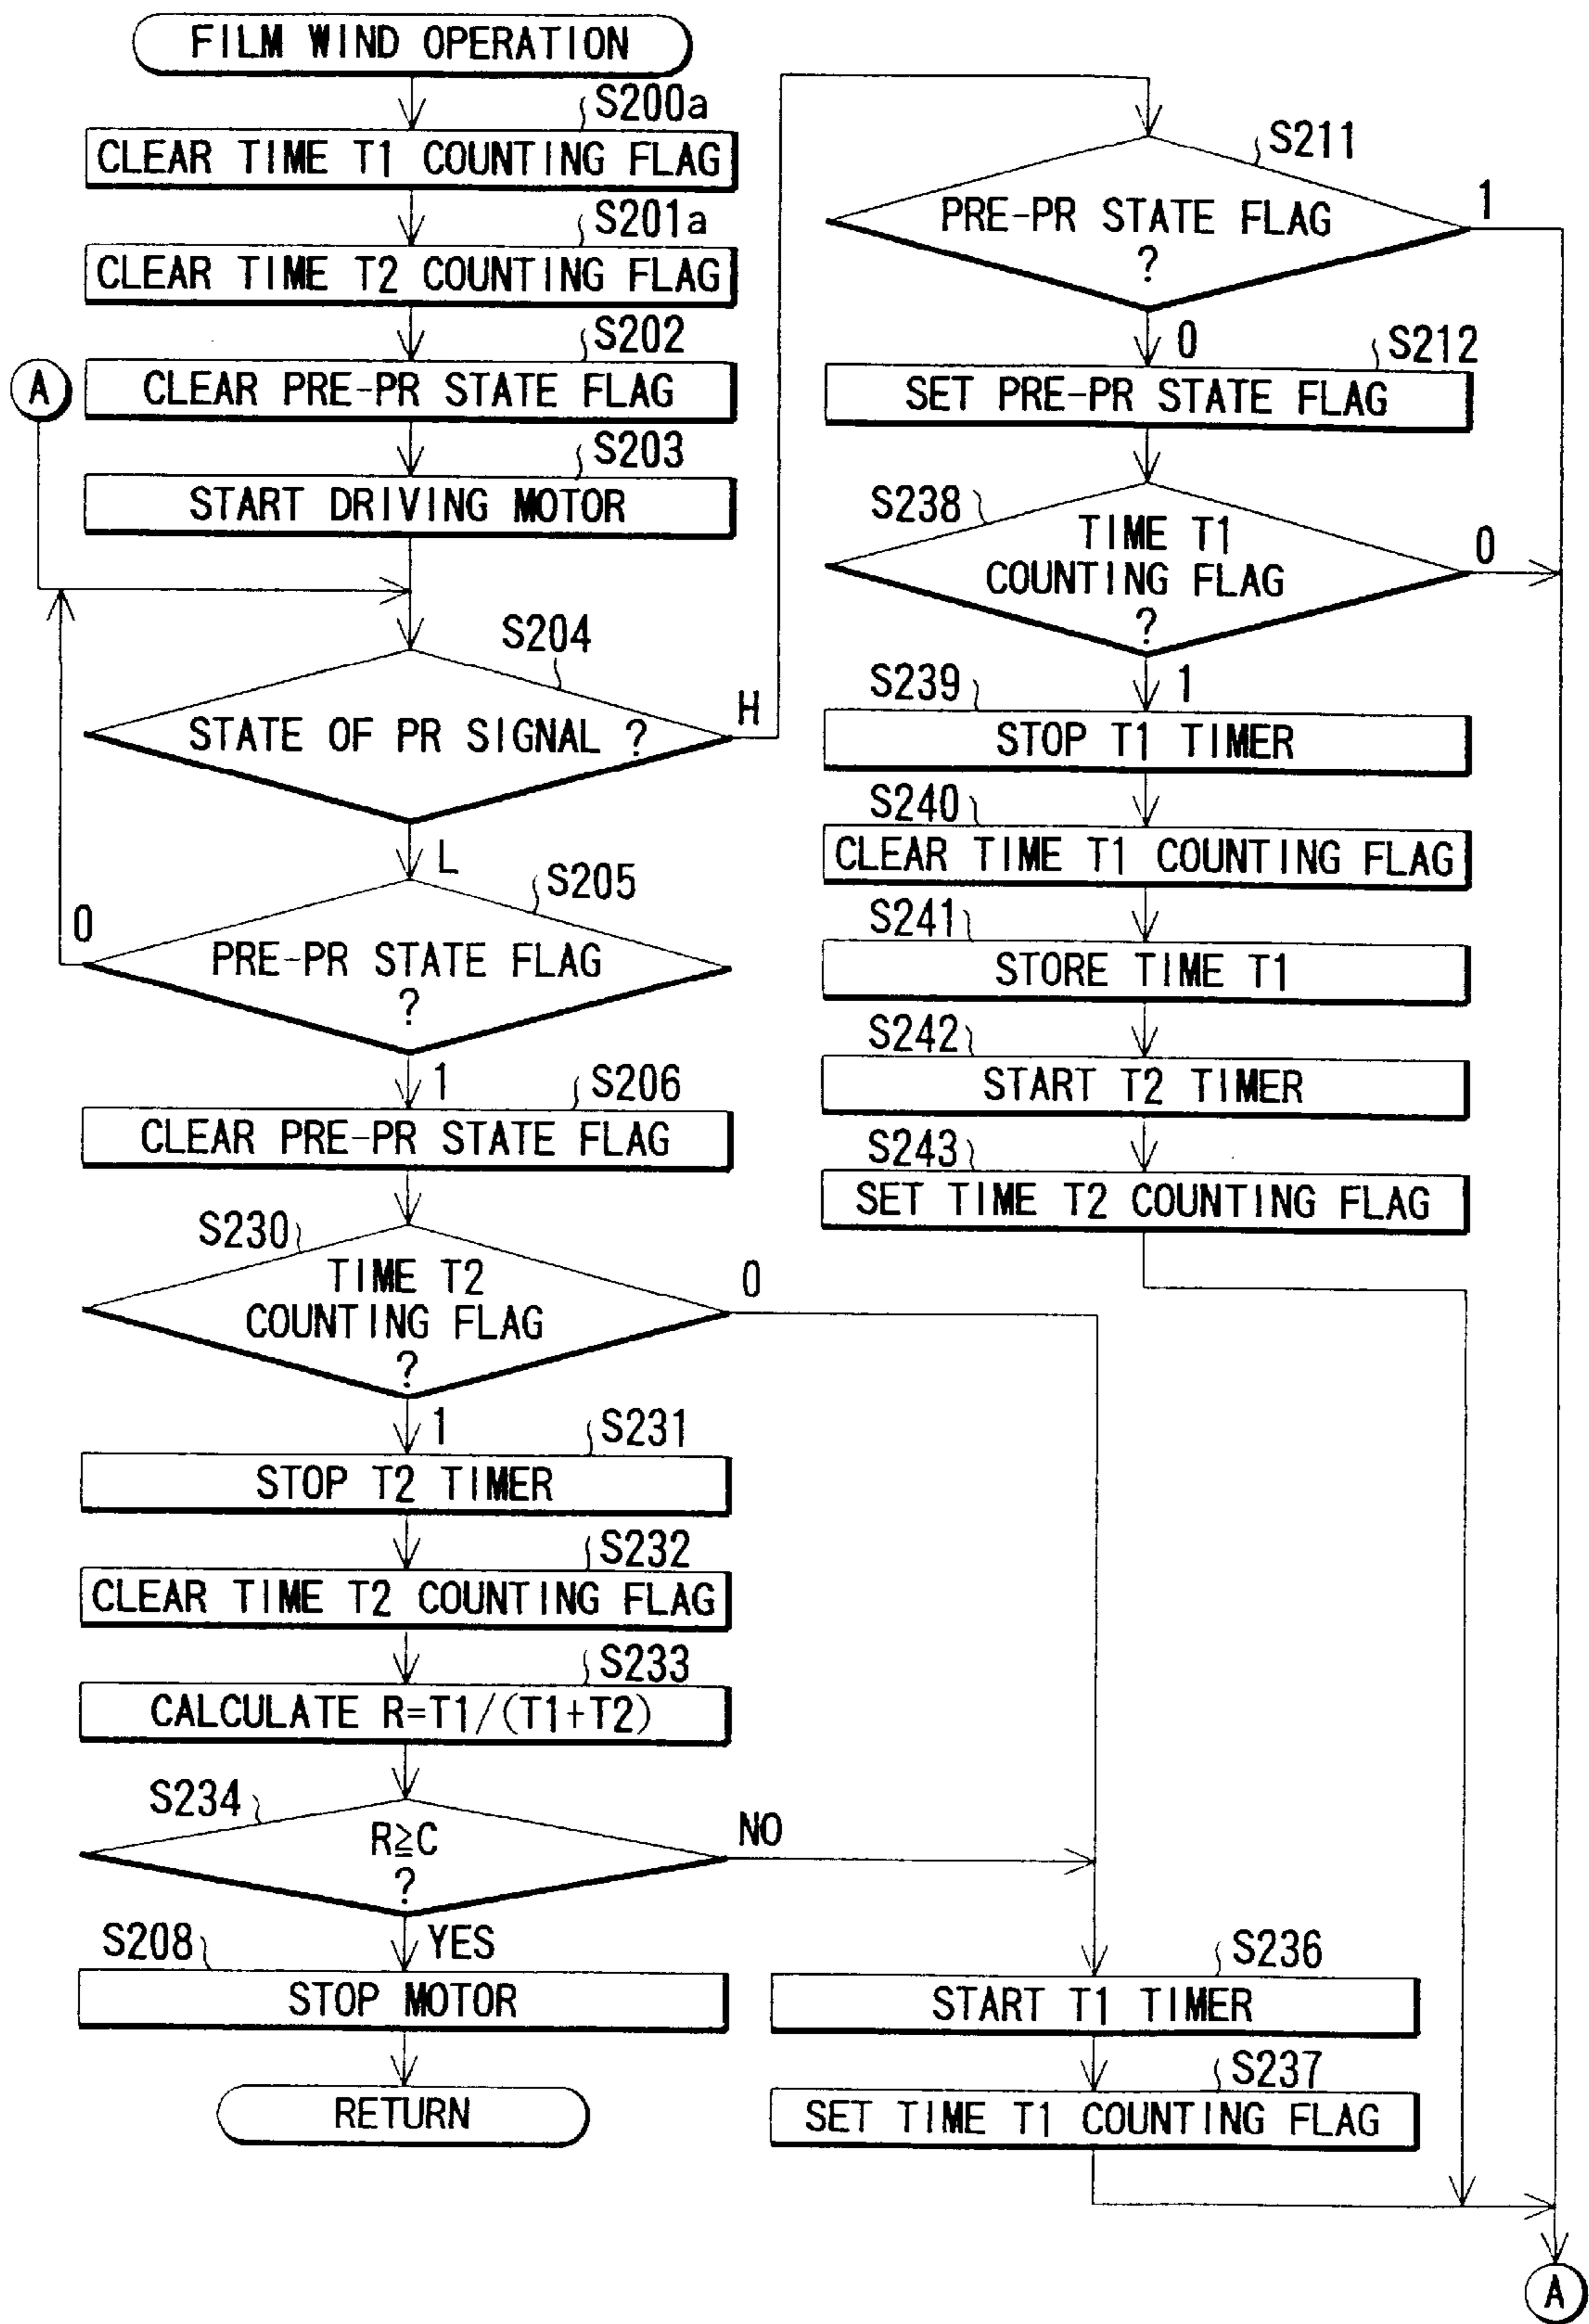 FILM WIND OPERATION
S200a
CLEAR TIME T1 COUNTING FLAG
S201a
CLEAR TIME T2 COUNTING FLAG
S202
CLEAR PRE-PR STATE FLAG
A
S203
START DRIVING MOTOR
S204
STATE OF PR SIGNAL ?
H
L
S205
0
PRE-PR STATE FLAG
?
1
S206
CLEAR PRE-PR STATE FLAG
S230
TIME T2
COUNTING FLAG
?
0
1
S231
STOP T2 TIMER
S232
CLEAR TIME T2 COUNTING FLAG
S233
CALCULATE R=T1/(T1+T2)
S234
R≧C
?
NO
YES
S208
STOP MOTOR
RETURN
S211
PRE-PR STATE FLAG
?
1
0
S212
SET PRE-PR STATE FLAG
S238
TIME T1
COUNTING FLAG
?
0
1
S239
STOP T1 TIMER
S240
CLEAR TIME T1 COUNTING FLAG
S241
STORE TIME T1
S242
START T2 TIMER
S243
SET TIME T2 COUNTING FLAG
S236
START T1 TIMER
S237
SET TIME T1 COUNTING FLAG
A